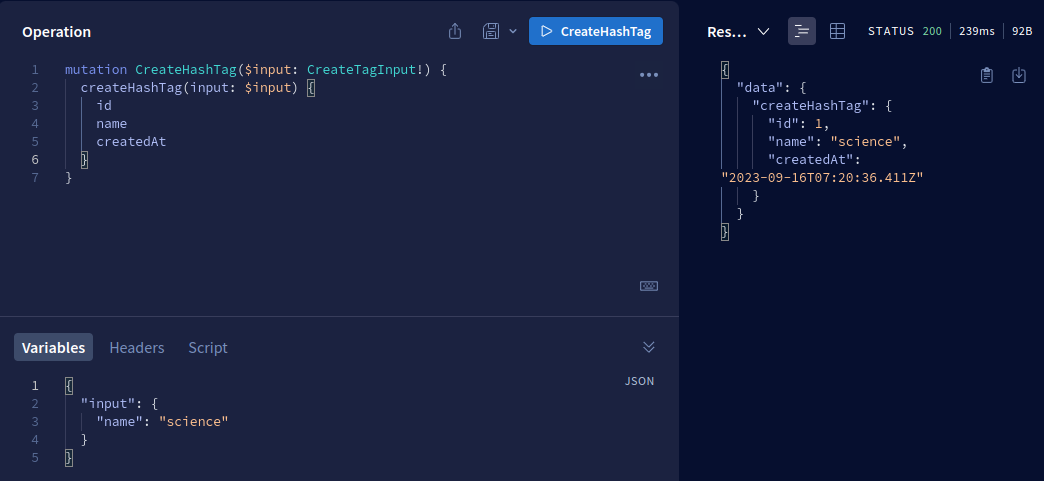 Operation
CreateHashTag
1 mutation CreateHashTag($input: CreateTagInput!) {
2 createHashTag(input: $input) {
3 id
4 name
5 createdAt
6 }
7 }
Variables Headers Script
JSON
1 {
2 "input": {
3 "name": "science"
4 }
5 }
Res... STATUS 200 239ms 92B
{
"data": {
"createHashTag": {
"id": 1,
"name": "science",
"createdAt":
"2023-09-16T07:20:36.411Z"
}
}
}